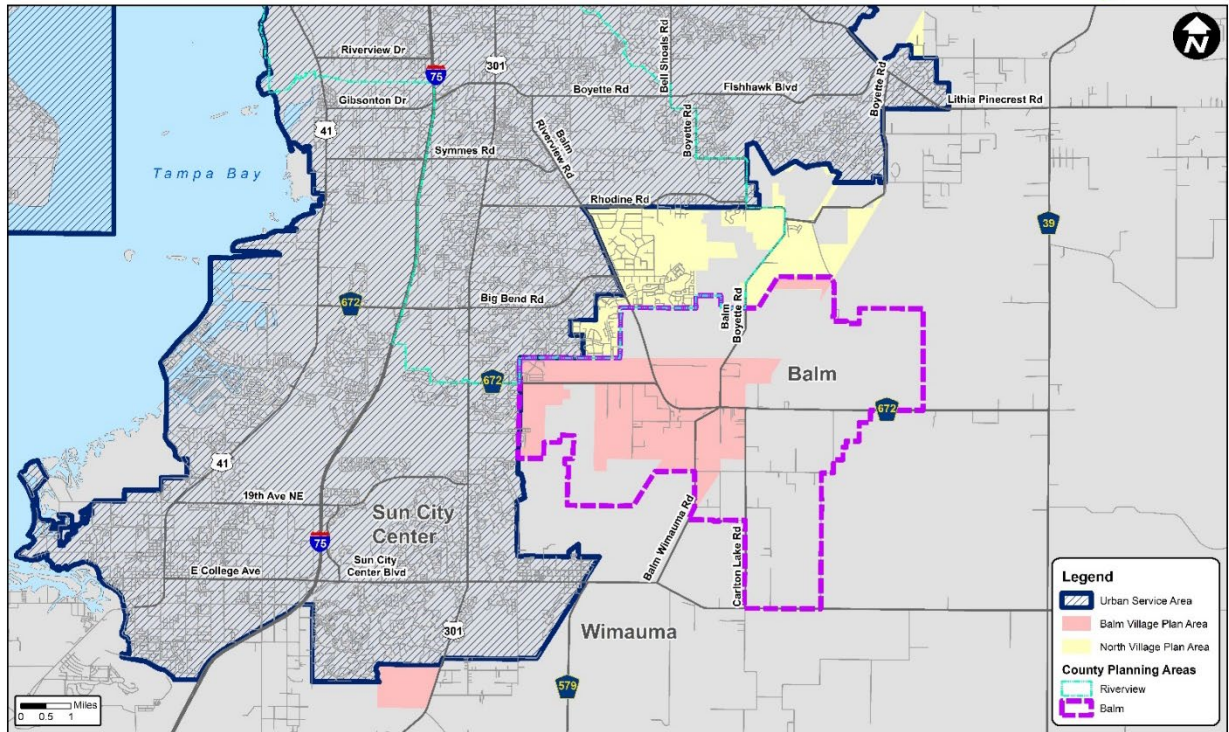 N
Riverview Dr
301
75
Bell Shoals Rd
Boyette Rd
Fishhawk Blvd
Boyette Rd
Lithia Pinecrest Rd
Gibsonton Dr
41
Balm
Riverview Rd
Boyette Rd
Symmes Rd
Tampa Bay
Rhodine Rd
39
672
Big Bend Rd
Balm
Boyette Rd
672
Balm
672
41
19th Ave NE
Sun City
Center
75
Sun City
Center Blvd
E College Ave
Balm Wimauma Rd
Carlton Lake Rd
Wimauma
301
579
Legend
Urban Service Area
Balm Village Plan Area
North Village Plan Area
County Planning Areas
Riverview
Balm
Miles
0 0.5 1